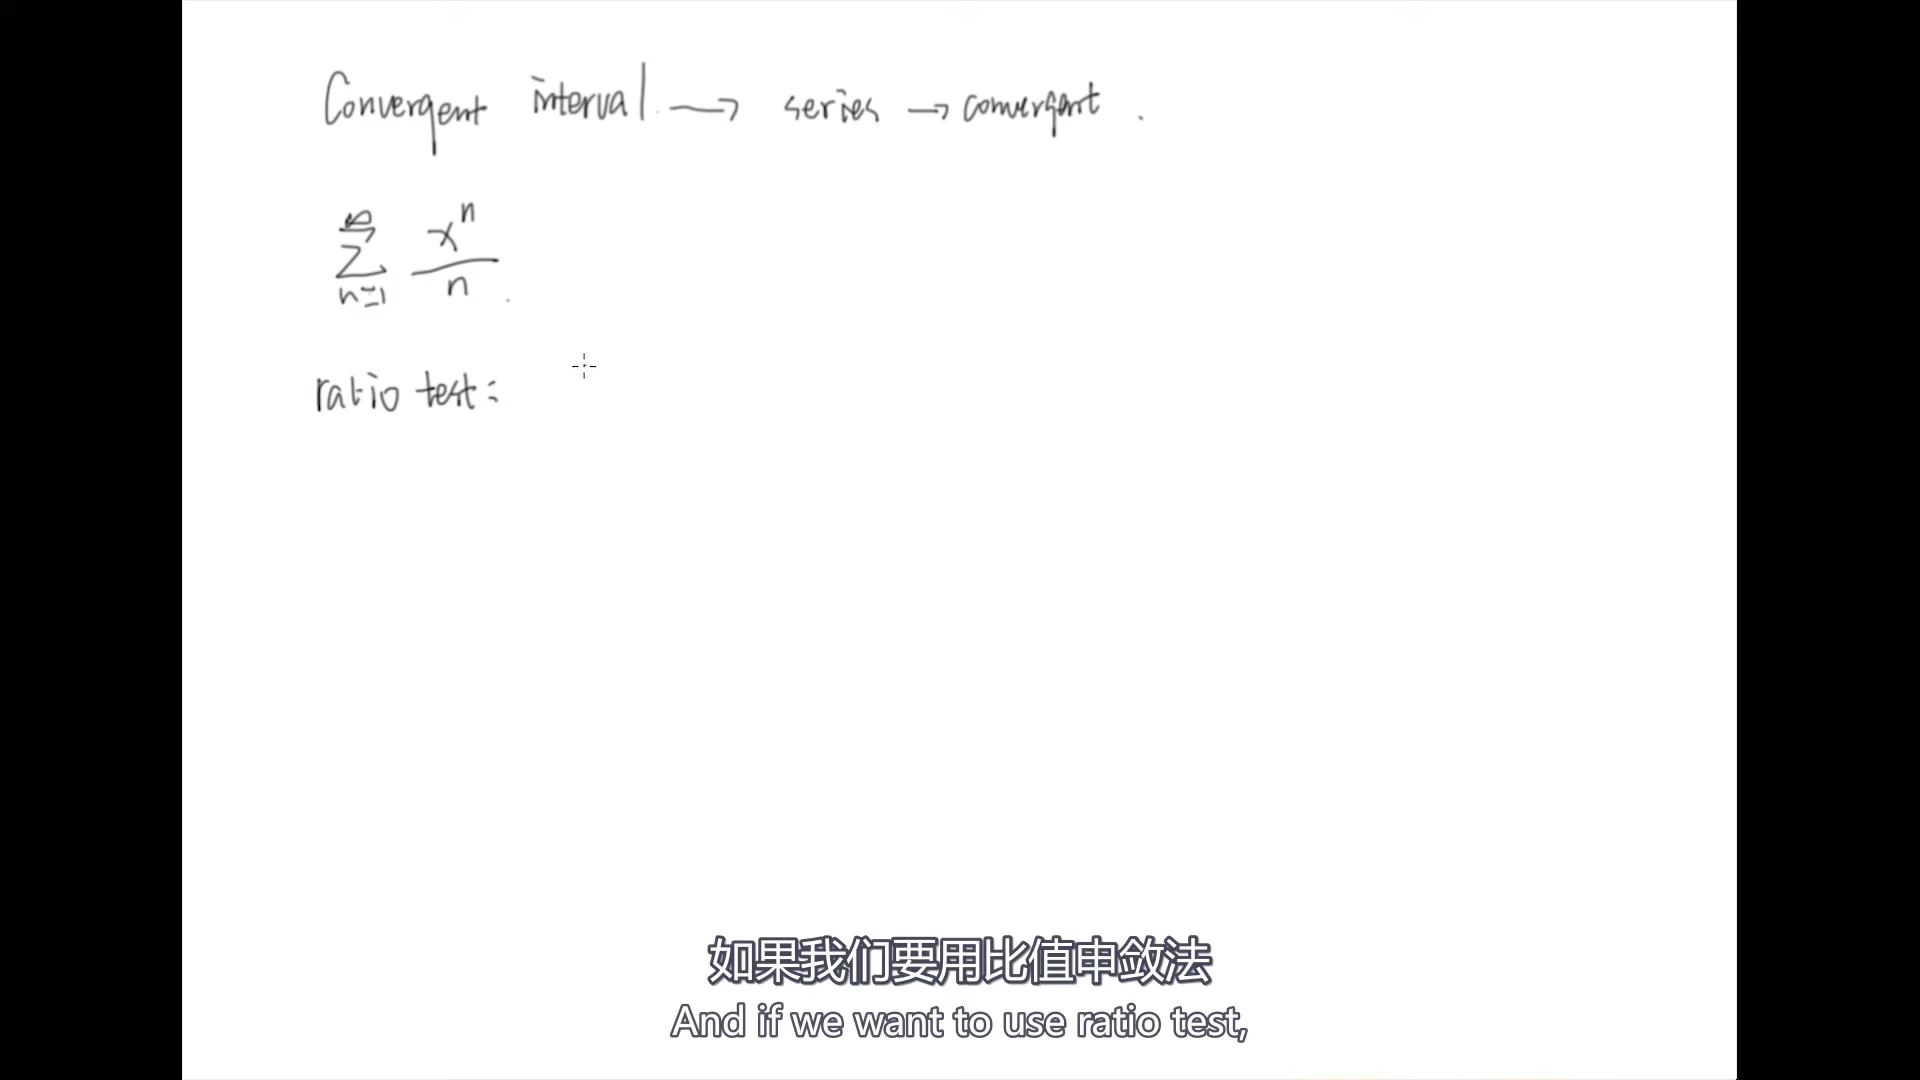 Convergent interval. → series → convergent.
∞ x^n
Σ ―
n=1 n.
ratio test:
如果我们要用比值申敛法
And if we want to use ratio test,